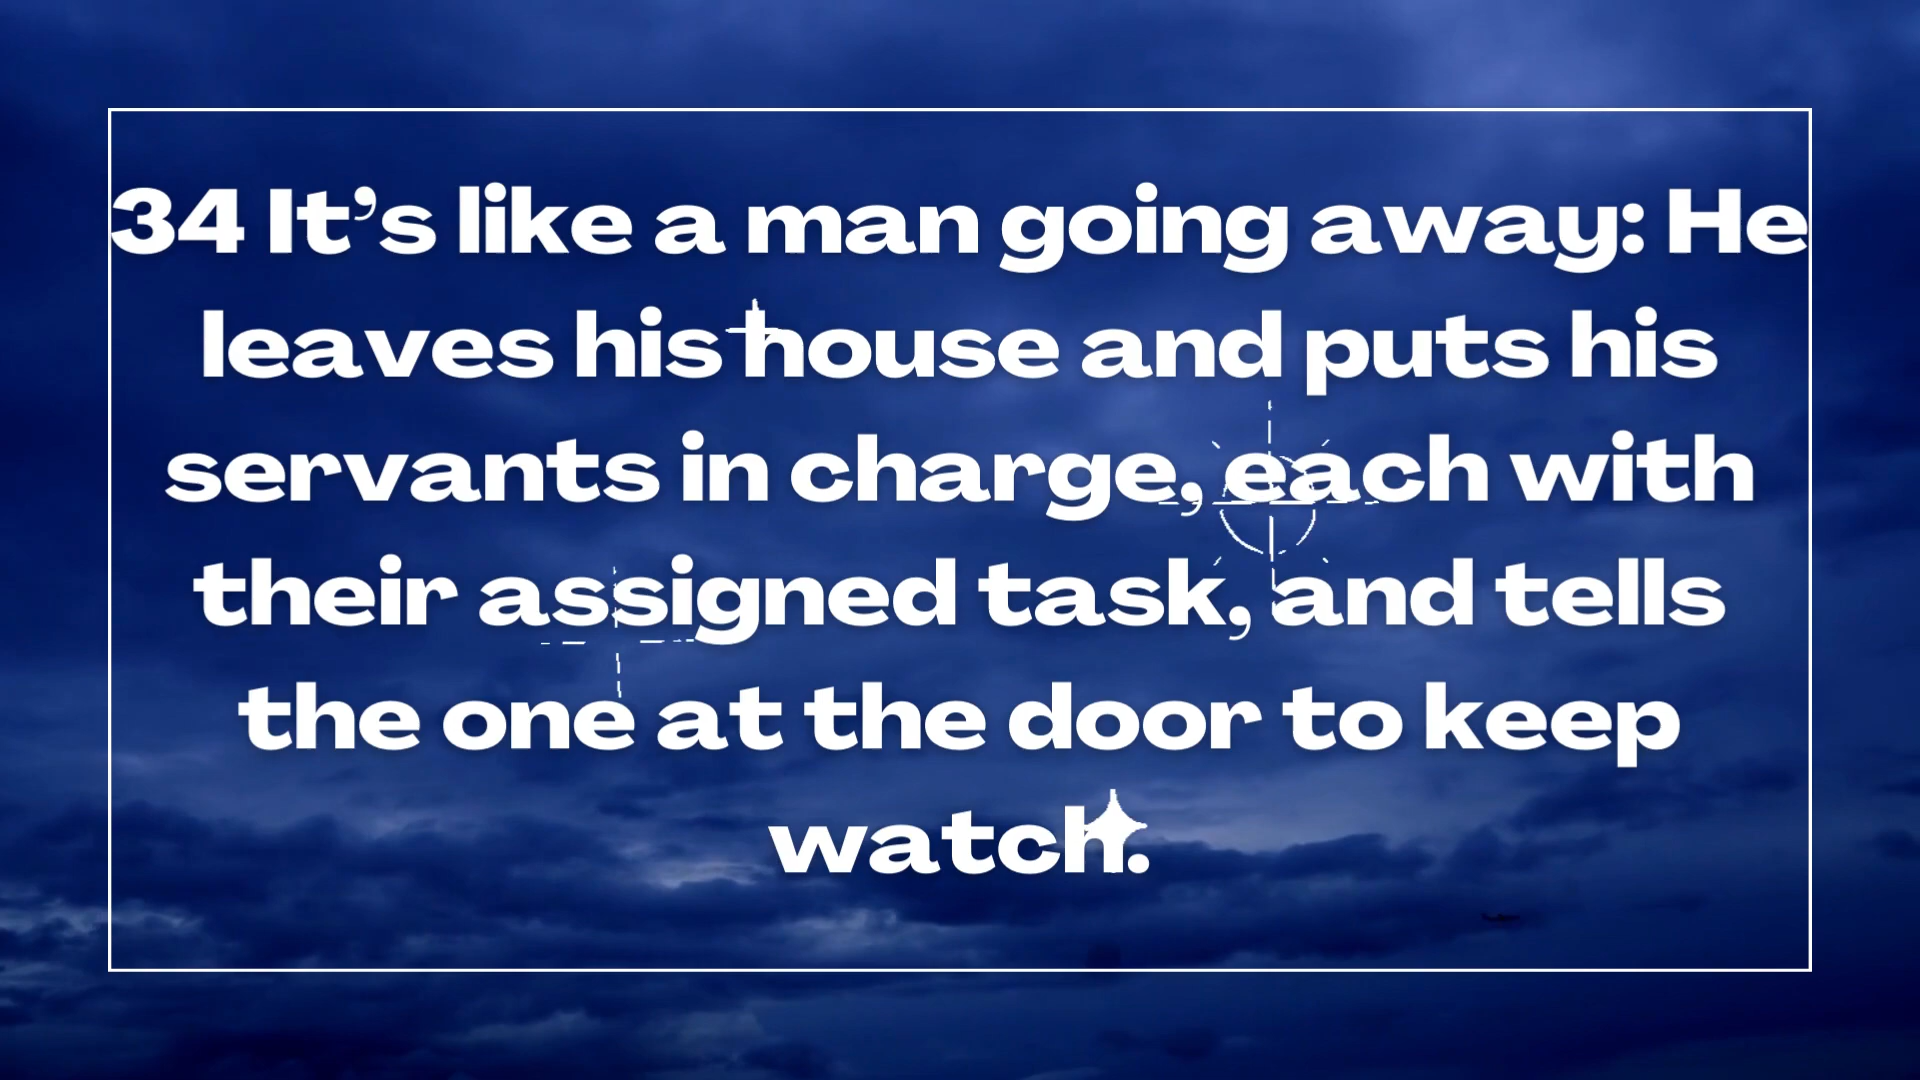 34 It’s like a man going away: He
leaves his house and puts his
servants in charge, each with
their assigned task, and tells
the one at the door to keep
watch.